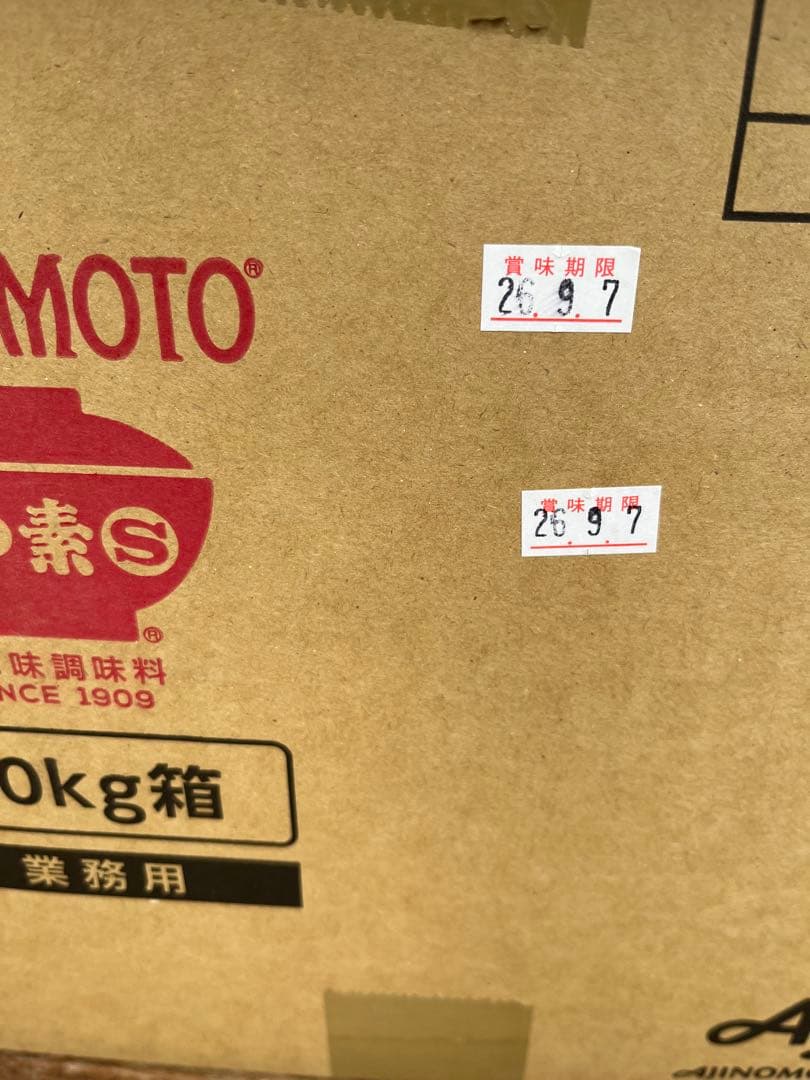 MOTO®
賞味期限
26.9.7
素Ⓢ
®
賞味期限
26.9.7
味調味料
NCE 1909
0kg箱
業務用
A
AJINOM